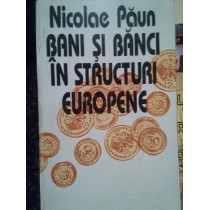 Nicolae Păun
BANI ŞI BĂNCI
ÎN STRUCTURI
EUROPENE